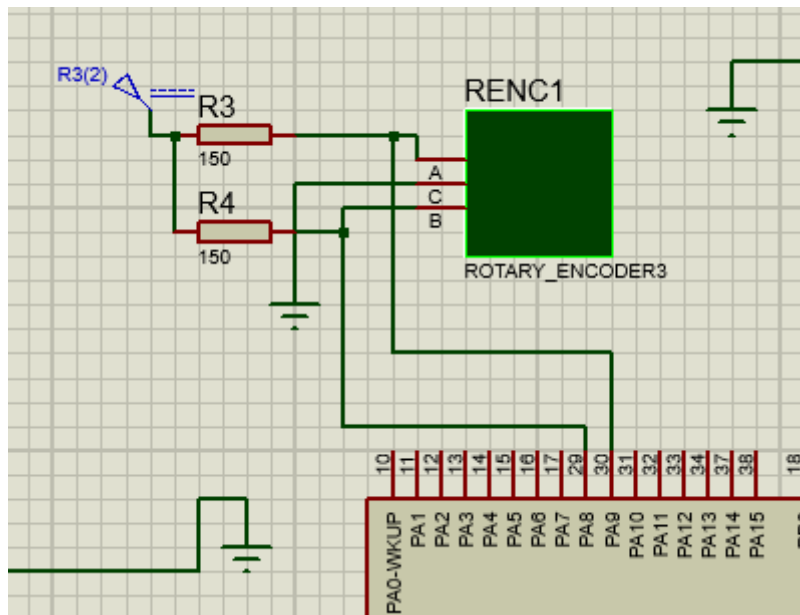 R3(2)
R3
150
R4
150
RENC1
A
C
B
ROTARY_ENCODER3
10
11
12
13
14
15
16
17
29
30
31
32
33
34
37
38
18
PA0-WKUP
PA1
PA2
PA3
PA4
PA5
PA6
PA7
PA8
PA9
PA10
PA11
PA12
PA13
PA14
PA15